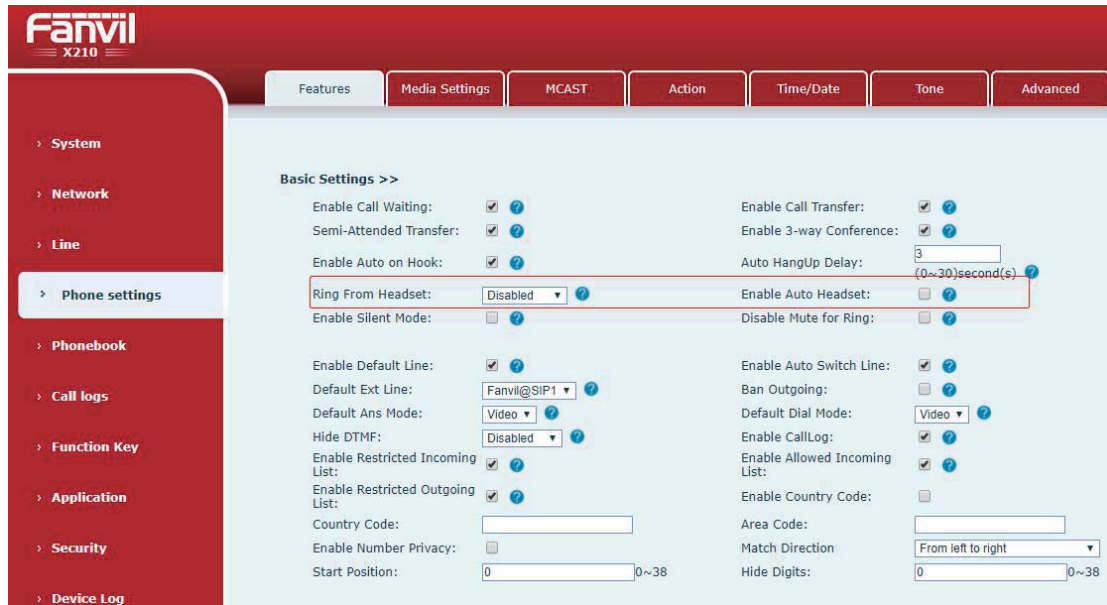 Fanvil
X210
Features Media Settings MCAST Action Time/Date Tone Advanced
System
Network
Line
Phone settings
Phonebook
Call logs
Function Key
Application
Security
Device Log
Basic Settings >>
Enable Call Waiting: Enable Call Transfer:
Semi-Attended Transfer: Enable 3-way Conference:
Enable Auto on Hook: Auto HangUp Delay: 3
(0~30)second(s)
Ring From Headset: Disabled Enable Auto Headset:
Enable Silent Mode: Disable Mute for Ring:
Enable Default Line: Enable Auto Switch Line:
Default Ext Line: Fanvil@SIP1 Ban Outgoing:
Default Ans Mode: Video Default Dial Mode: Video
Hide DTMF: Disabled Enable CallLog:
Enable Restricted Incoming List: Enable Allowed Incoming List:
Enable Restricted Outgoing List: Enable Country Code:
Country Code: Area Code:
Enable Number Privacy: Match Direction From left to right
Start Position: 0 0~38 Hide Digits: 0 0~38